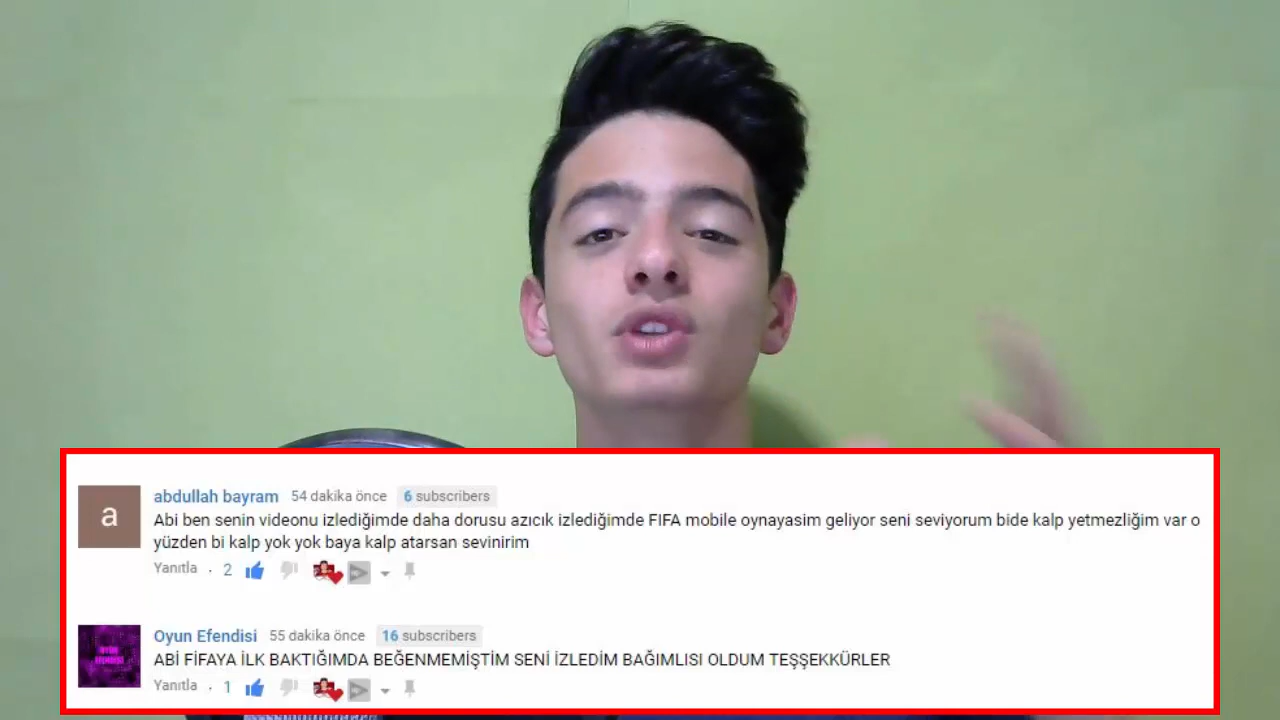 a
abdullah bayram 54 dakika önce 6 subscribers
Abi ben senin videonu izlediğimde daha dorusu azıcık izlediğimde FIFA mobile oynayasim geliyor seni seviyorum bide kalp yetmezliğim var o
yüzden bi kalp yok yok baya kalp atarsan sevinirim
Yanıtla · 2
OYUN
EFENDISI
Oyun Efendisi 55 dakika önce 16 subscribers
ABİ FİFAYA İLK BAKTIĞIMDA BEĞENMEMİŞTİM SENİ İZLEDİM BAĞIMLISI OLDUM TEŞŞEKKÜRLER
Yanıtla · 1